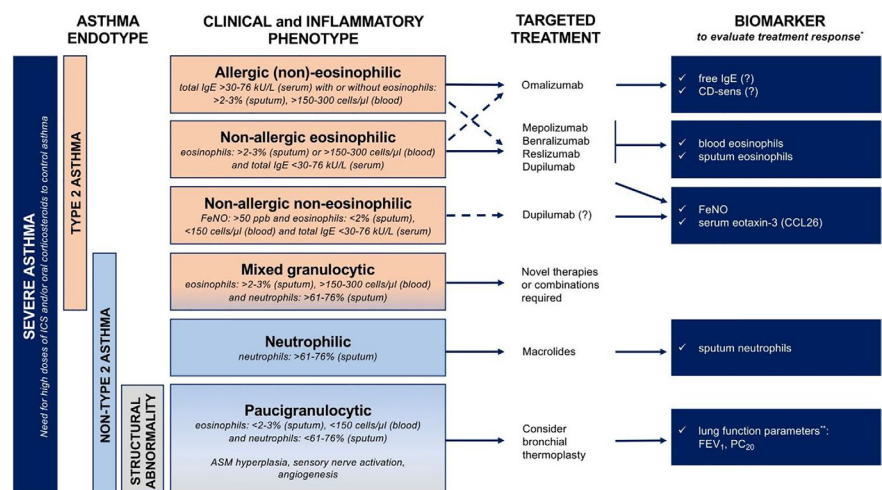 ASTHMA
ENDOTYPE
CLINICAL and INFLAMMATORY
PHENOTYPE
TARGETED
TREATMENT
BIOMARKER
to evaluate treatment response*
SEVERE ASTHMA
Need for high doses of ICS and/or oral corticosteroids to control asthma
TYPE 2 ASTHMA
NON-TYPE 2 ASTHMA
STRUCTURAL
ABNORMALITY
Allergic (non)-eosinophilic
total IgE >30-76 kU/L (serum) with or without eosinophils:
>2-3% (sputum), >150-300 cells/µl (blood)
Omalizumab
✓ free IgE (?)
✓ CD-sens (?)
Non-allergic eosinophilic
eosinophils: >2-3% (sputum) or >150-300 cells/µl (blood)
and total IgE <30-76 kU/L (serum)
Mepolizumab
Benralizumab
Reslizumab
Dupilumab
✓ blood eosinophils
✓ sputum eosinophils
Non-allergic non-eosinophilic
FeNO: >50 ppb and eosinophils: <2% (sputum),
<150 cells/µl (blood) and total IgE <30-76 kU/L (serum)
Dupilumab (?)
✓ FeNO
✓ serum eotaxin-3 (CCL26)
Mixed granulocytic
eosinophils: >2-3% (sputum), >150-300 cells/µl (blood)
and neutrophils: >61-76% (sputum)
Novel therapies
or combinations
required
Neutrophilic
neutrophils: >61-76% (sputum)
Macrolides
✓ sputum neutrophils
Paucigranulocytic
eosinophils: <2-3% (sputum), <150 cells/µl (blood)
and neutrophils: <61-76% (sputum)
ASM hyperplasia, sensory nerve activation,
angiogenesis
Consider
bronchial
thermoplasty
✓ lung function parameters**:
FEV₁, PC₂₀